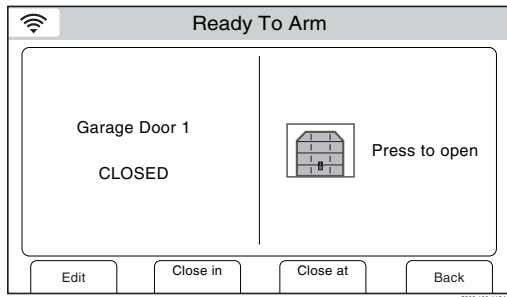 Ready To Arm
Garage Door 1
CLOSED
Press to open
Edit
Close in
Close at
Back